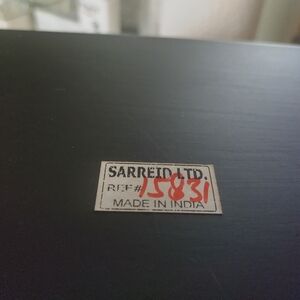 SARREID LTD.
REF# 15831
MADE IN INDIA